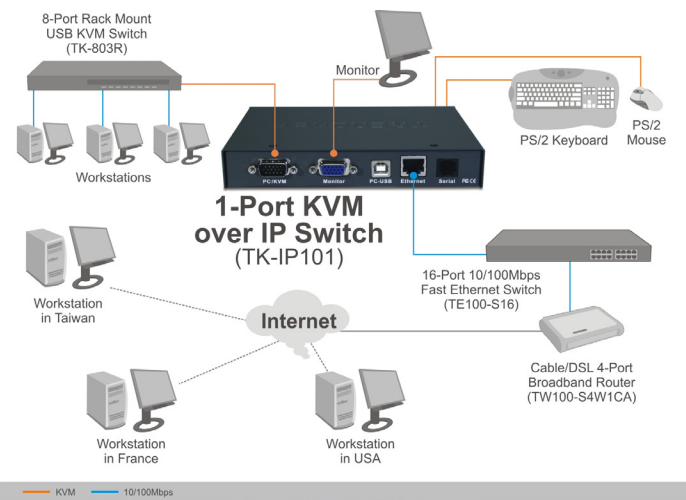 8-Port Rack Mount
USB KVM Switch
(TK-803R)
Monitor
PS/2 Keyboard
PS/2
Mouse
Workstations
PC/KVM
Monitor
PC-USB
Ethernet
Serial
1-Port KVM
over IP Switch
(TK-IP101)
16-Port 10/100Mbps
Fast Ethernet Switch
(TE100-S16)
Workstation
in Taiwan
Internet
Cable/DSL 4-Port
Broadband Router
(TW100-S4W1CA)
Workstation
in France
Workstation
in USA
KVM
10/100Mbps